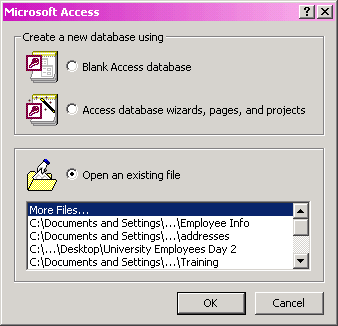 Microsoft Access
Create a new database using
Blank Access database
Access database wizards, pages, and projects
Open an existing file
More Files...
C:\Documents and Settings\...\Employee Info
C:\Documents and Settings\...\addresses
C:\...\Desktop\University Employees Day 2
C:\Documents and Settings\...\Training
OK
Cancel